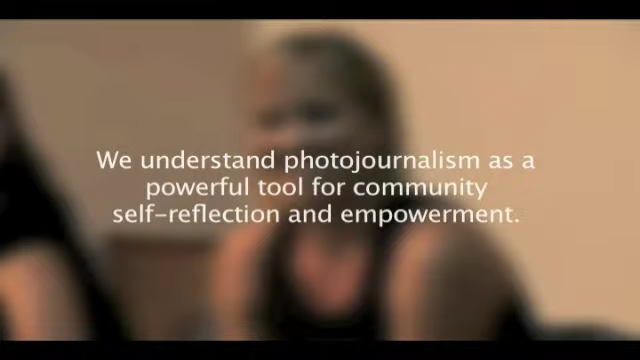 We understand photojournalism as a
powerful tool for community
self-reflection and empowerment.